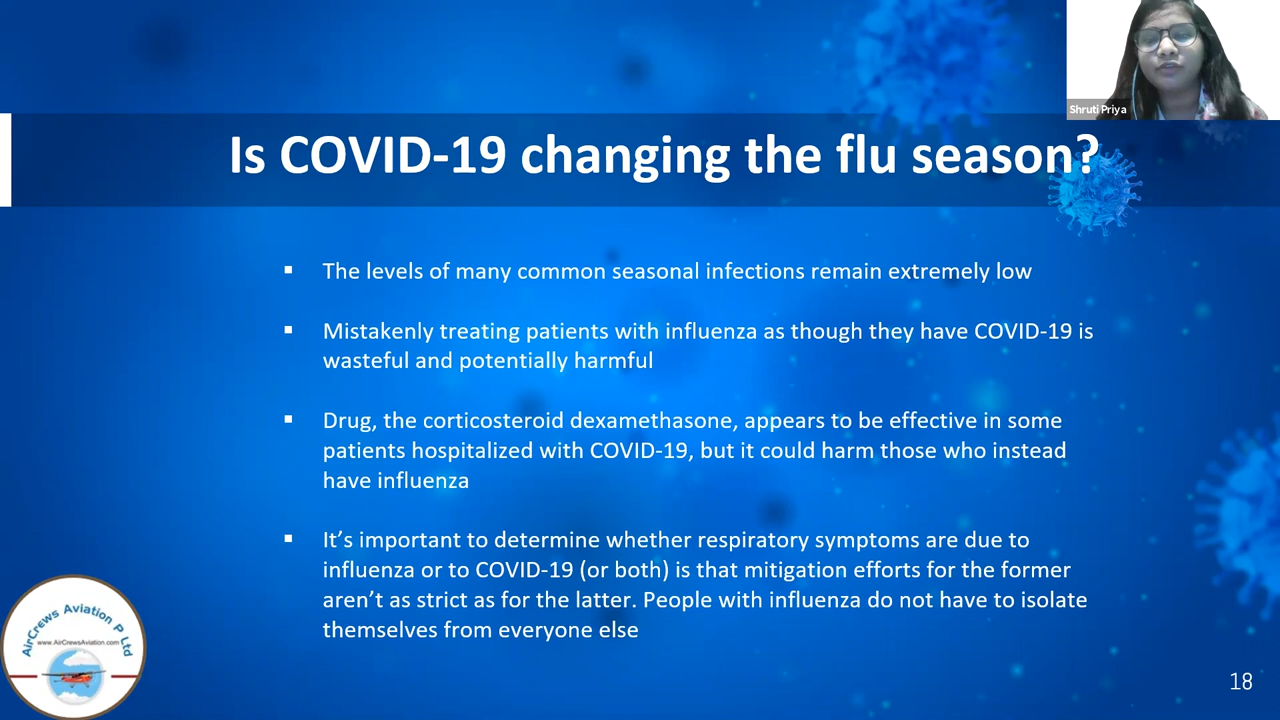 Shruti Priya
Is COVID-19 changing the flu season?
▪ The levels of many common seasonal infections remain extremely low
▪ Mistakenly treating patients with influenza as though they have COVID-19 is
wasteful and potentially harmful
▪ Drug, the corticosteroid dexamethasone, appears to be effective in some
patients hospitalized with COVID-19, but it could harm those who instead
have influenza
▪ It’s important to determine whether respiratory symptoms are due to
influenza or to COVID-19 (or both) is that mitigation efforts for the former
aren’t as strict as for the latter. People with influenza do not have to isolate
themselves from everyone else
AirCrews Aviation P Ltd
www.AirCrewsAviation.com
18